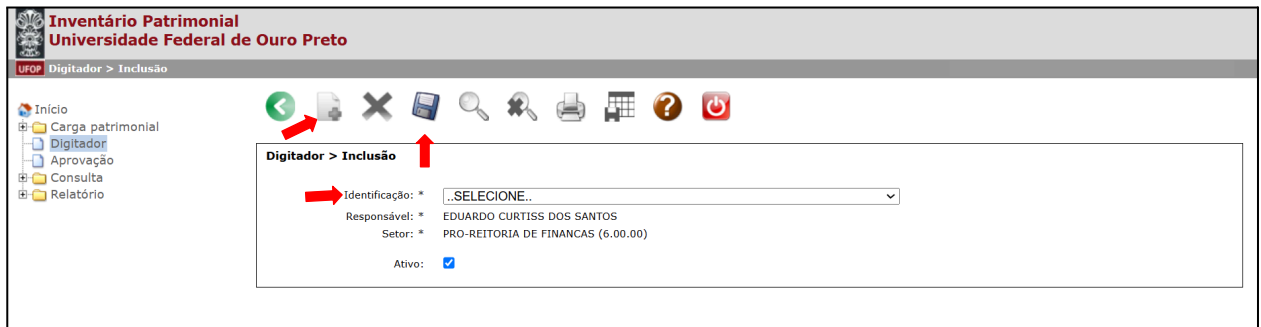 Inventário Patrimonial
Universidade Federal de Ouro Preto
UFOP Digitador > Inclusão
Início
Carga patrimonial
Digitador
Aprovação
Consulta
Relatório
Digitador > Inclusão
Identificação: * ..SELECIONE..
Responsável: * EDUARDO CURTISS DOS SANTOS
Setor: * PRO-REITORIA DE FINANCAS (6.00.00)
Ativo: